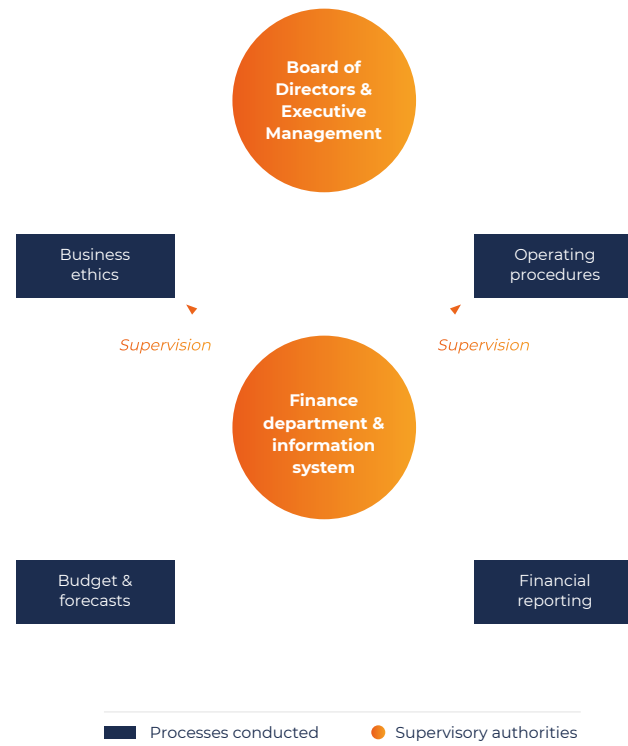 Board of
Directors &
Executive
Management
Business
ethics
Operating
procedures
Supervision
Supervision
Finance
department &
information
system
Budget &
forecasts
Financial
reporting
Processes conducted
Supervisory authorities